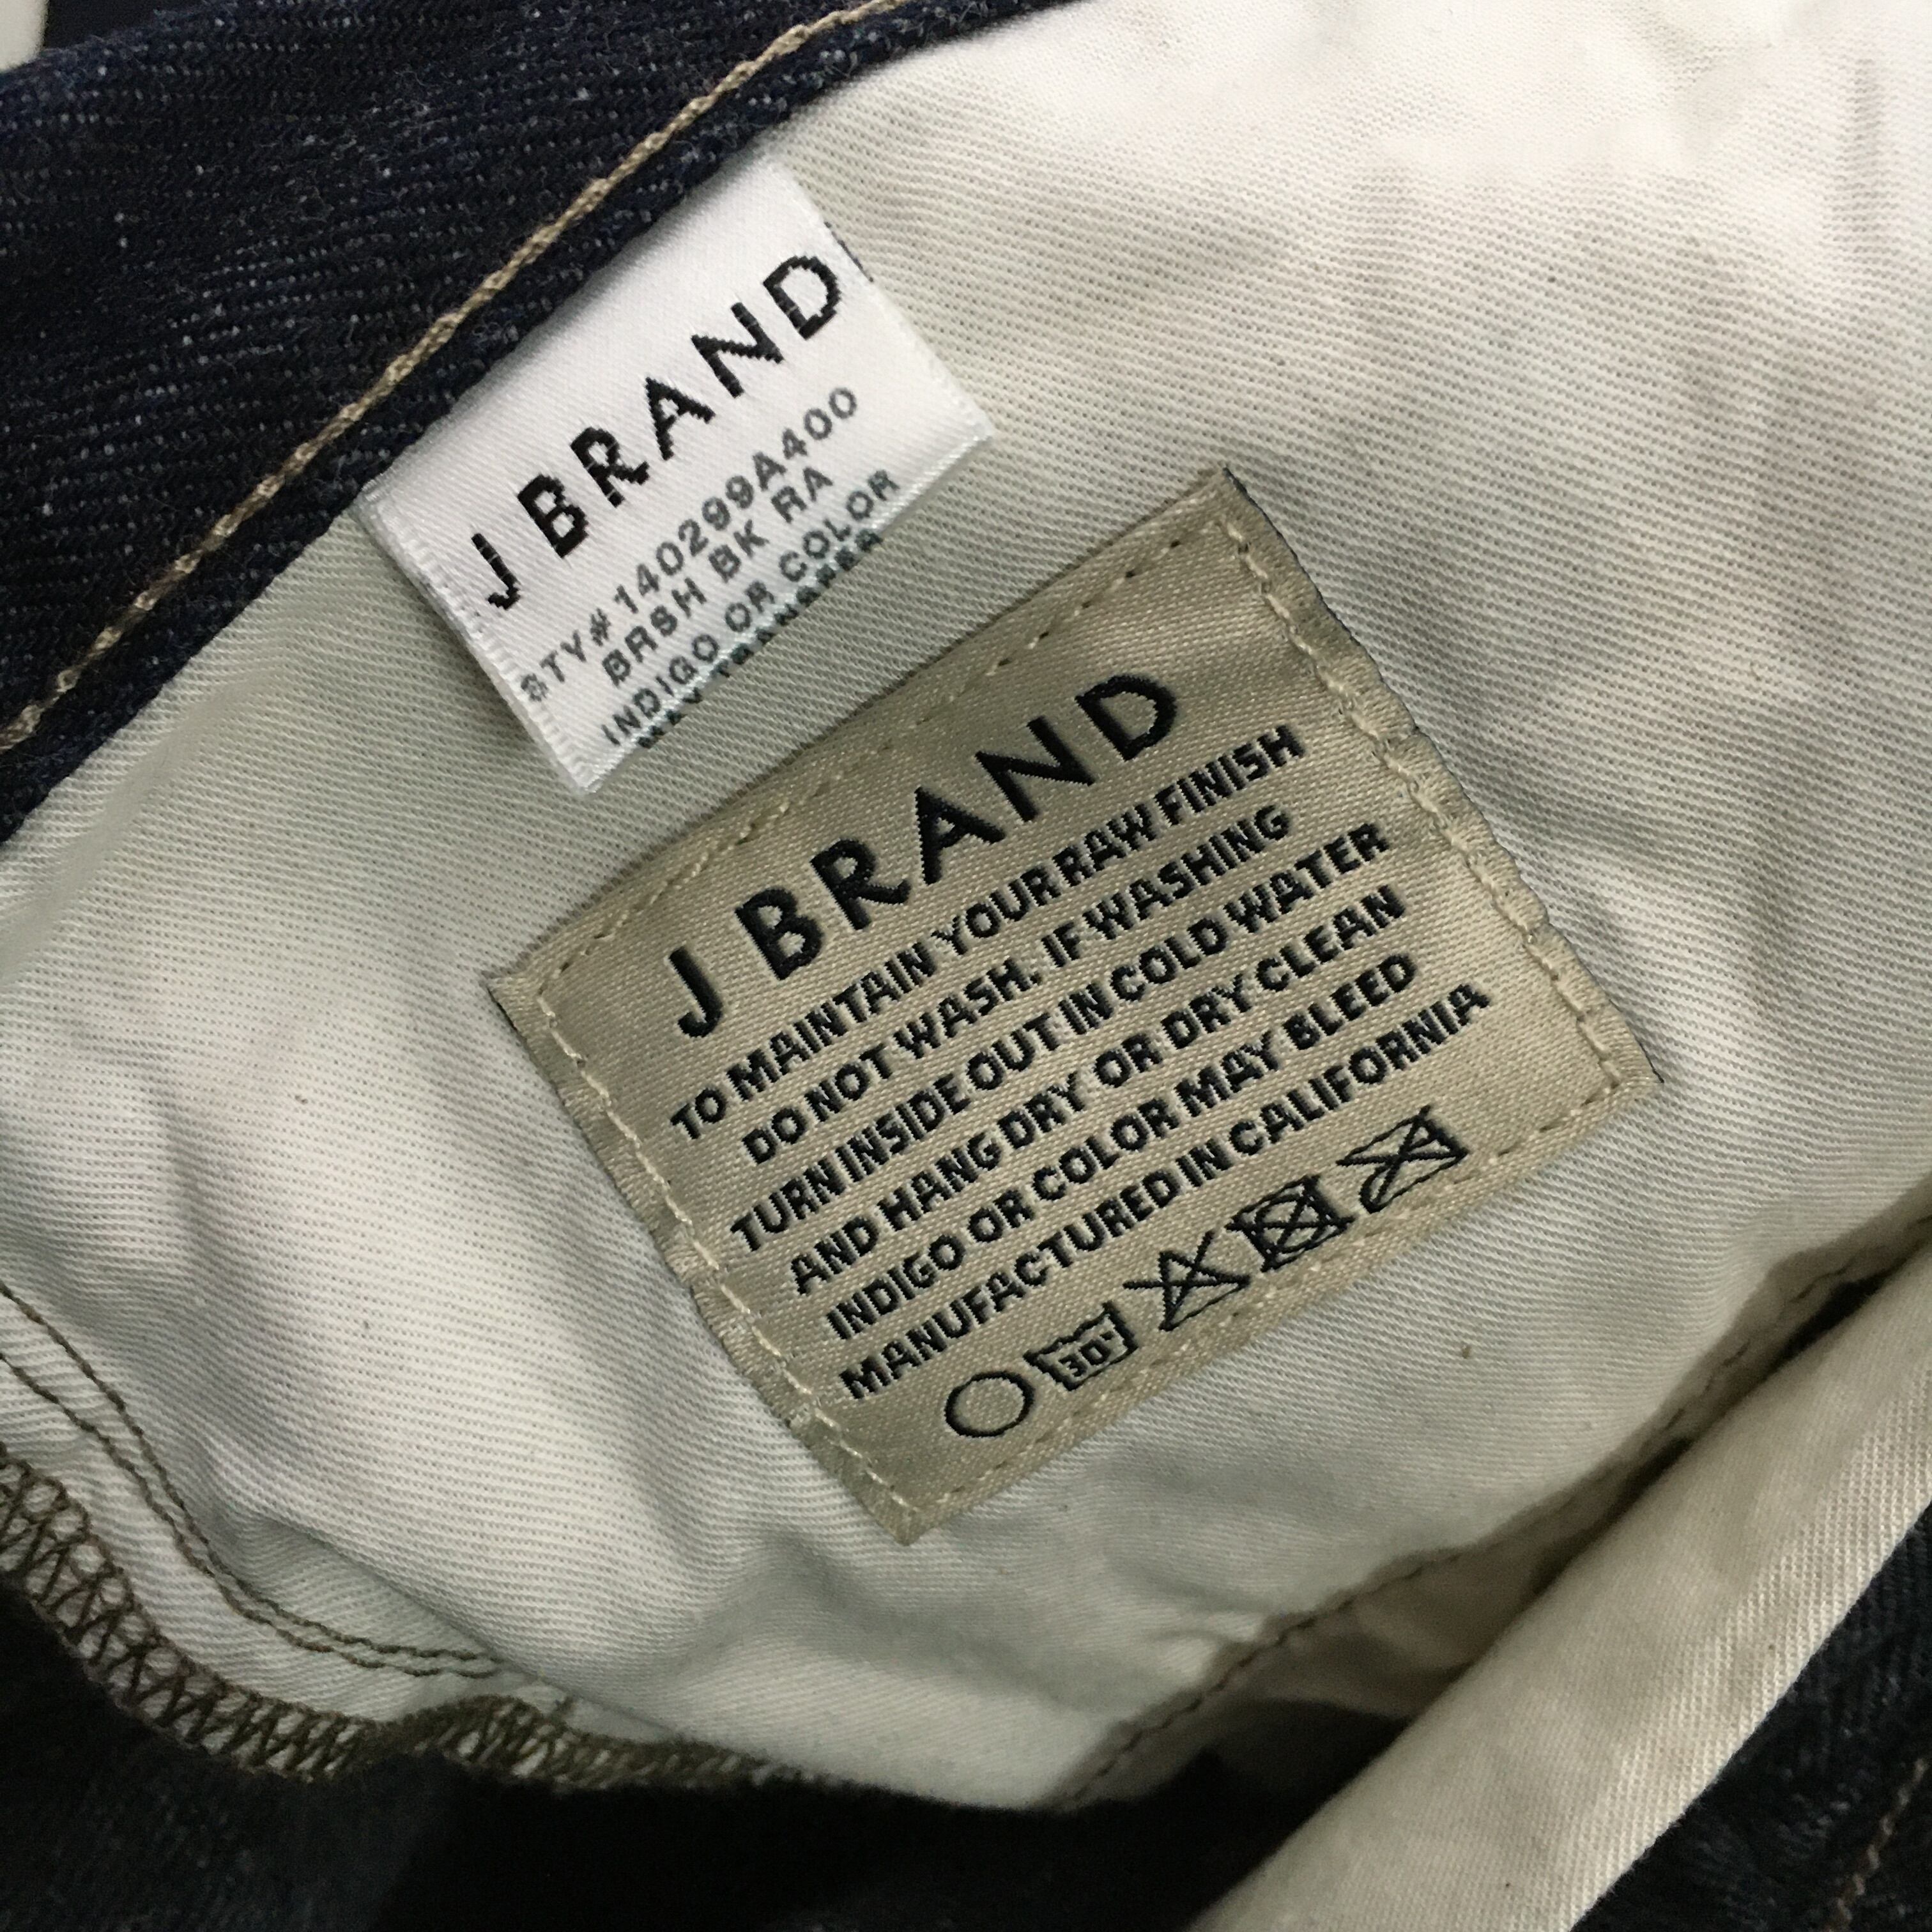 J BRAND
STY#140299A400
BRSH BK RA
INDIGO OR COLOR
MAY TRANSFER
J BRAND
TO MAINTAIN YOUR RAW FINISH
DO NOT WASH. IF WASHING
TURN INSIDE OUT IN COLD WATER
AND HANG DRY OR DRY CLEAN
INDIGO OR COLOR MAY BLEED
MANUFACTURED IN CALIFORNIA
30°